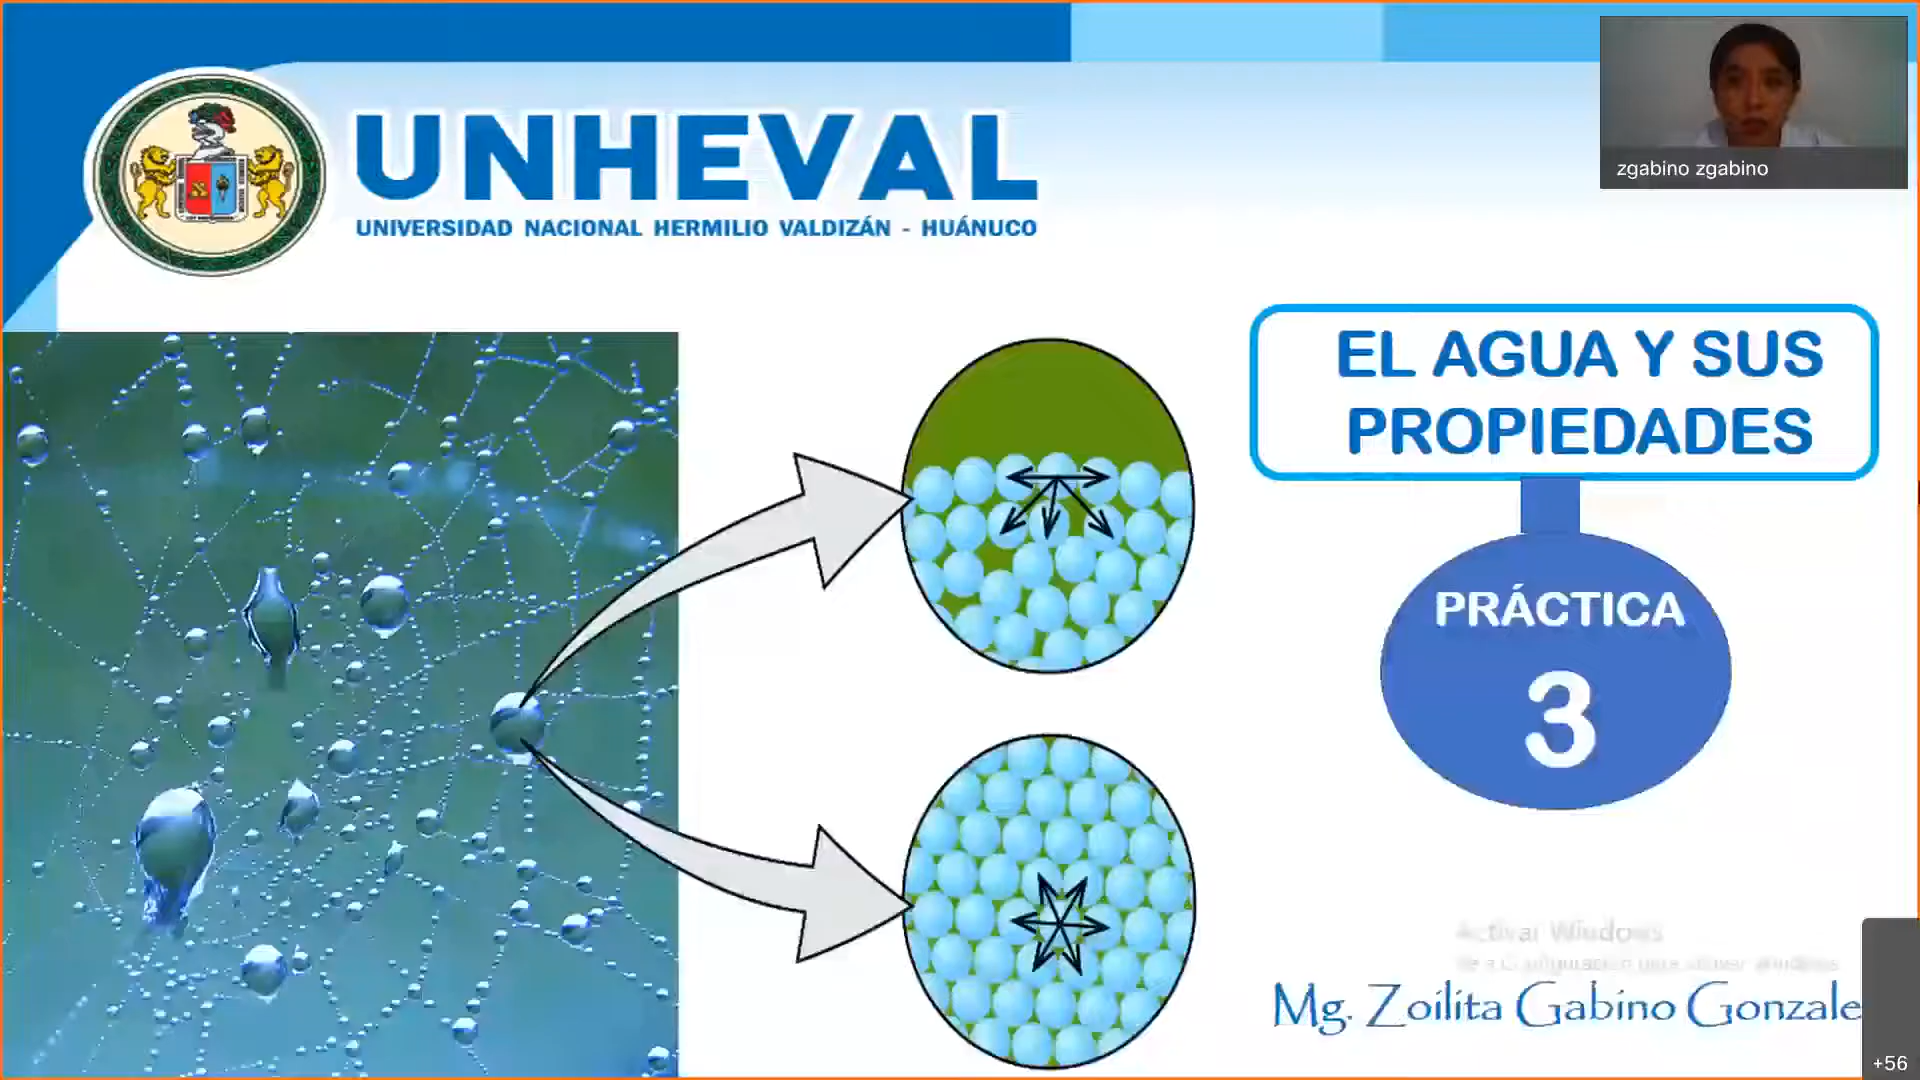 UNHEVAL
UNIVERSIDAD NACIONAL HERMILIO VALDIZÁN - HUÁNUCO
zgabino zgabino
EL AGUA Y SUS
PROPIEDADES
PRÁCTICA
3
Activar Windows
Mg. Zoilita Gabino Gonzale
+56